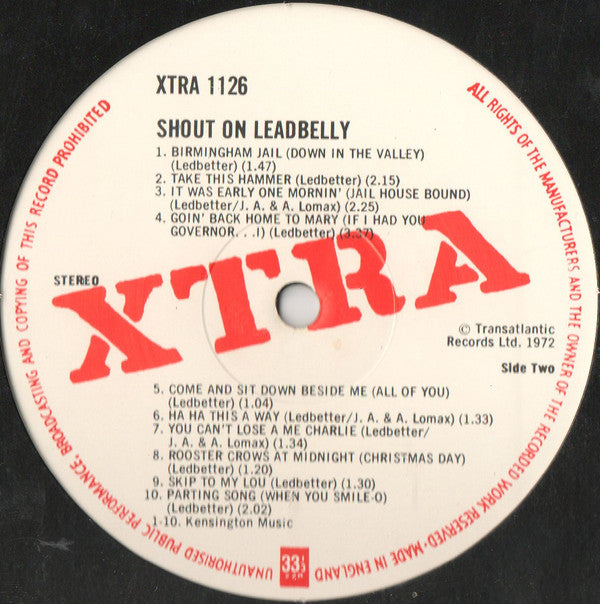 XTRA 1126
SHOUT ON LEADBELLY
1. BIRMINGHAM JAIL (DOWN IN THE VALLEY)
(Ledbetter) (1.47)
2. TAKE THIS HAMMER (Ledbetter) (2.15)
3. IT WAS EARLY ONE MORNIN' (JAIL HOUSE BOUND)
(Ledbetter/J. A. & A. Lomax) (2.25)
4. GOIN' BACK HOME TO MARY (IF I HAD YOU
GOVERNOR. . .I) (Ledbetter) (3.37)
STEREO
XTRA
© Transatlantic
Records Ltd. 1972
Side Two
5. COME AND SIT DOWN BESIDE ME (ALL OF YOU)
(Ledbetter) (1.04)
6. HA HA THIS A WAY (Ledbetter/J. A. & A. Lomax) (1.33)
7. YOU CAN'T LOSE A ME CHARLIE (Ledbetter/
J. A. & A. Lomax) (1.34)
8. ROOSTER CROWS AT MIDNIGHT (CHRISTMAS DAY)
(Ledbetter) (1.20)
9. SKIP TO MY LOU (Ledbetter) (1.30)
10. PARTING SONG (WHEN YOU SMILE-O)
(Ledbetter) (2.02)
1-10. Kensington Music
33⅓
ALL RIGHTS OF THE MANUFACTURERS AND THE OWNER OF THE RECORDED WORK RESERVED-MADE IN ENGLAND
UNAUTHORISED PUBLIC PERFORMANCE, BROADCASTING AND COPYING OF THIS RECORD PROHIBITED